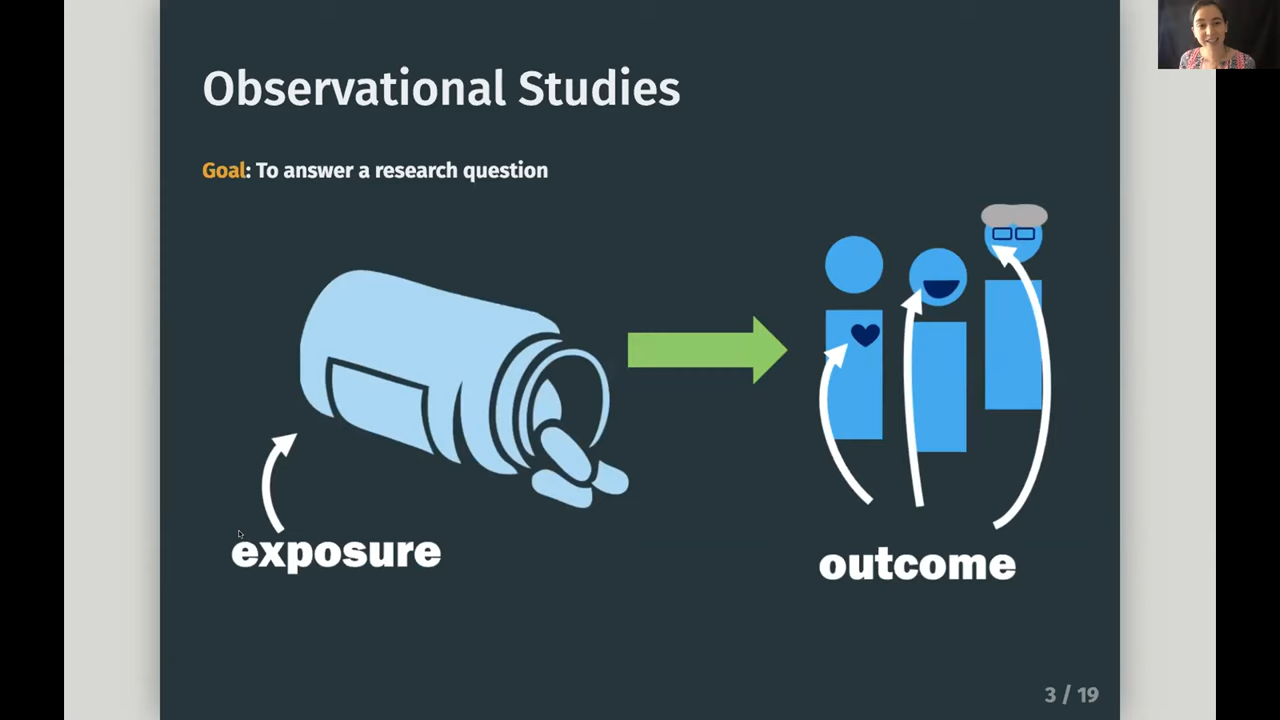 Observational Studies
Goal: To answer a research question
exposure
outcome
3 / 19